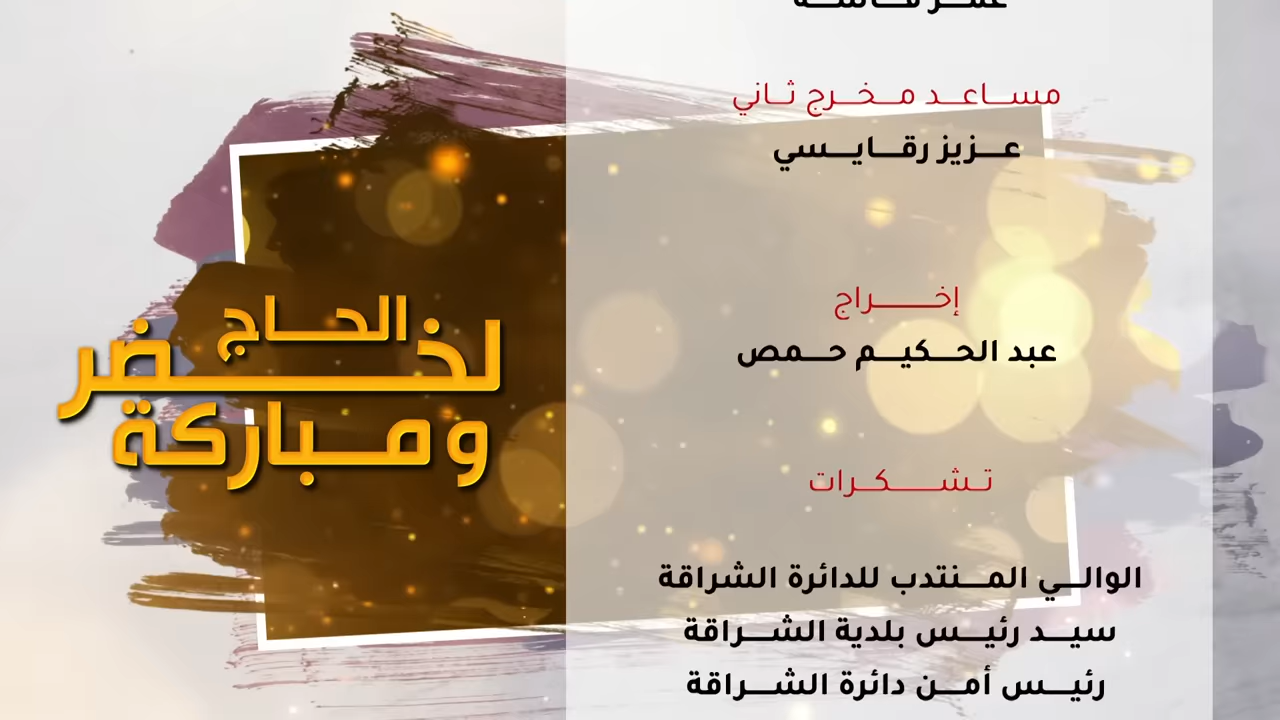 الحاج
لخضر
ومباركة
مساعد مخرج ثاني
عزيز رقايسي
إخراج
عبد الحكيم حمص
تشكرات
الوالي المنتدب للدائرة الشراقة
سيد رئيس بلدية الشراقة
رئيس أمن دائرة الشراقة